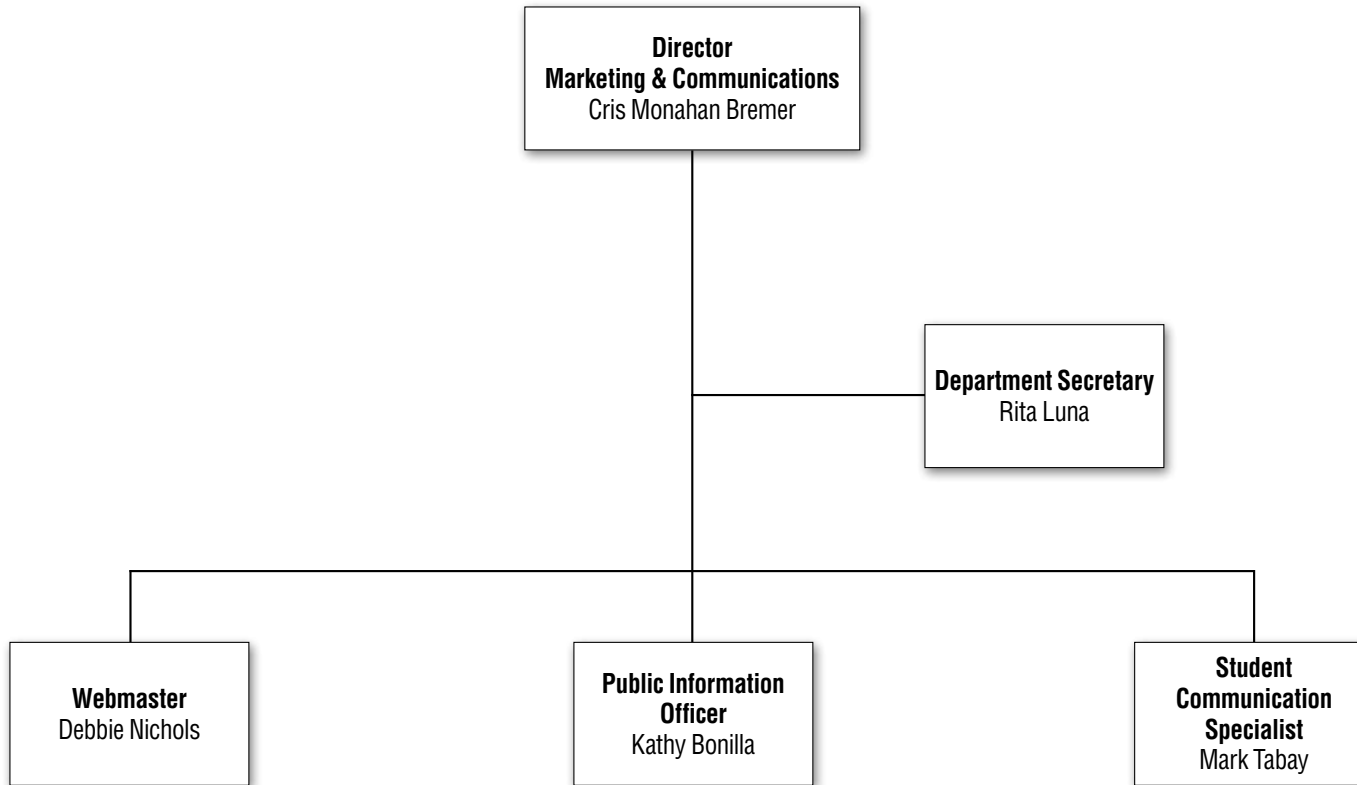 Director
Marketing & Communications
Cris Monahan Bremer
Department Secretary
Rita Luna
Webmaster
Debbie Nichols
Public Information
Officer
Kathy Bonilla
Student
Communication
Specialist
Mark Tabay